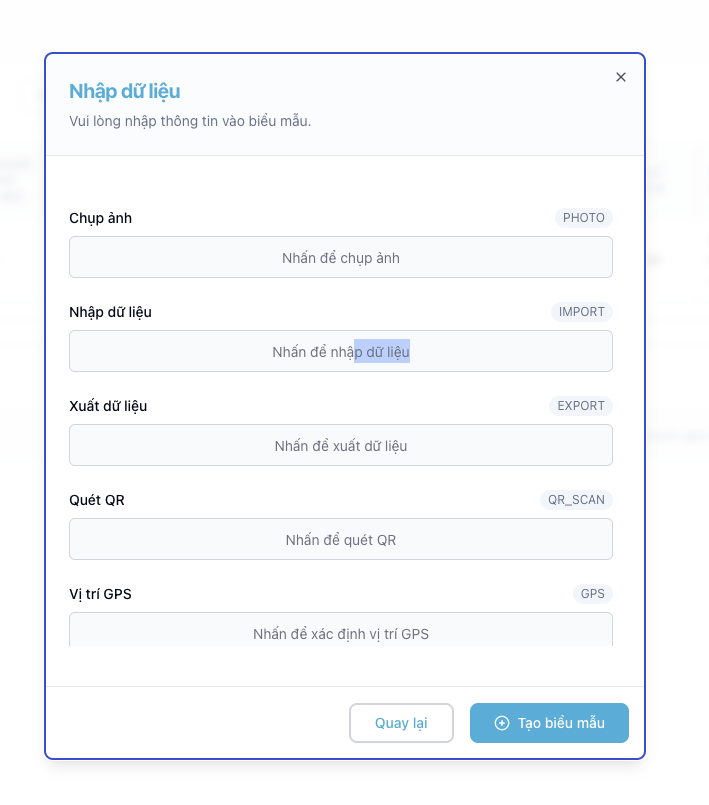 Nhập dữ liệu
Vui lòng nhập thông tin vào biểu mẫu.
Chụp ảnh
PHOTO
Nhấn để chụp ảnh
Nhập dữ liệu
IMPORT
Nhấn để nhập dữ liệu
Xuất dữ liệu
EXPORT
Nhấn để xuất dữ liệu
Quét QR
QR_SCAN
Nhấn để quét QR
Vị trí GPS
GPS
Nhấn để xác định vị trí GPS
Quay lại
Tạo biểu mẫu